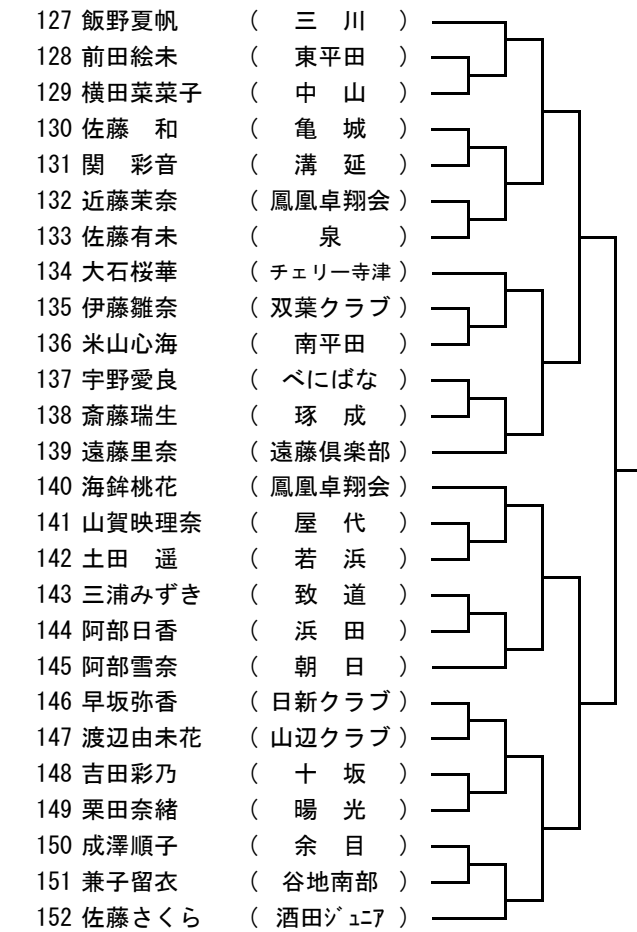 127 飯野夏帆 ( 三 川 )
128 前田絵未 ( 東平田 )
129 横田菜菜子 ( 中 山 )
130 佐藤 和 ( 亀 城 )
131 関 彩音 ( 溝 延 )
132 近藤茉奈 ( 鳳凰卓翔会 )
133 佐藤有未 ( 泉 )
134 大石桜華 ( チェリー寺津 )
135 伊藤雛奈 ( 双葉クラブ )
136 米山心海 ( 南平田 )
137 宇野愛良 ( べにばな )
138 斎藤瑞生 ( 琢 成 )
139 遠藤里奈 ( 遠藤倶楽部 )
140 海鉾桃花 ( 鳳凰卓翔会 )
141 山賀映理奈 ( 屋 代 )
142 土田 遥 ( 若 浜 )
143 三浦みずき ( 致 道 )
144 阿部日香 ( 浜 田 )
145 阿部雪奈 ( 朝 日 )
146 早坂弥香 ( 日新クラブ )
147 渡辺由未花 ( 山辺クラブ )
148 吉田彩乃 ( 十 坂 )
149 栗田奈緒 ( 暘 光 )
150 成澤順子 ( 余 目 )
151 兼子留衣 ( 谷地南部 )
152 佐藤さくら ( 酒田ｼﾞｭﾆｱ )